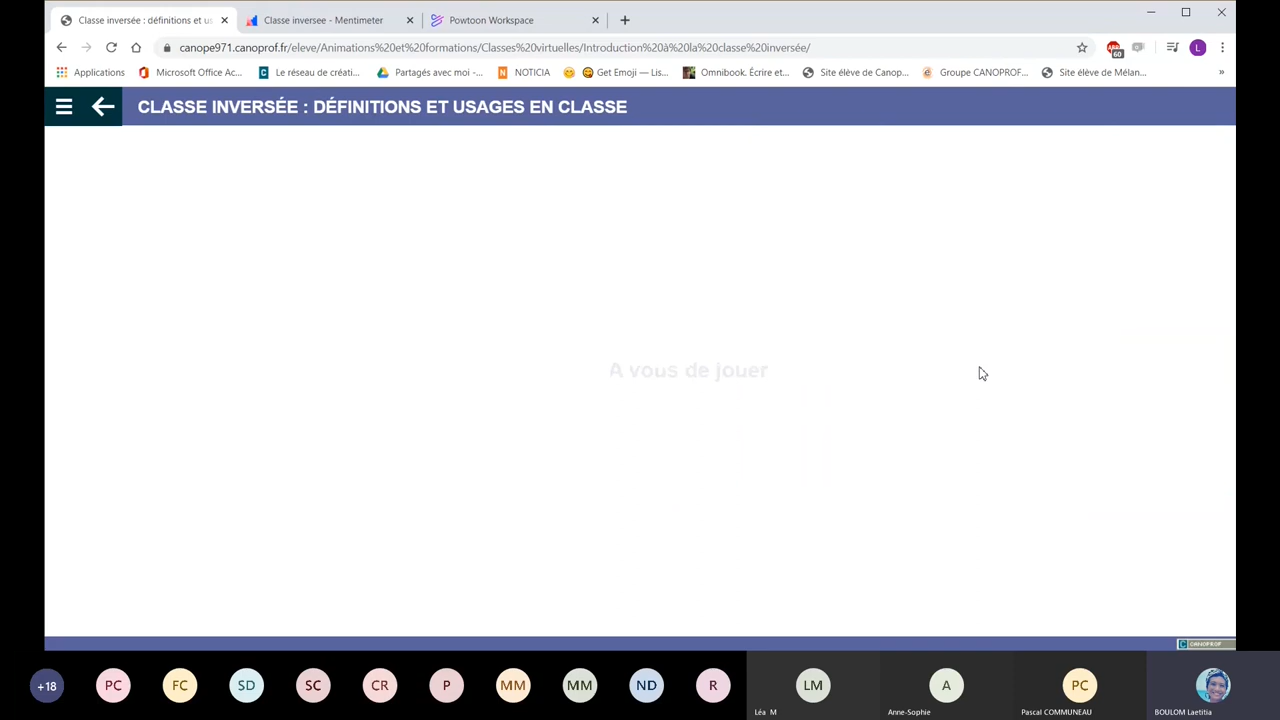 Classe inversée : définitions et us
Classe inversee - Mentimeter
Powtoon Workspace
canope971.canoprof.fr/eleve/Animations%20et%20formations/Classes%20virtuelles/Introduction%20à%20la%20classe%20inversée/
ABP
60
L
Applications
Microsoft Office Ac...
Le réseau de créati...
Partagés avec moi -...
NOTICIA
Get Emoji — Lis...
Omnibook. Écrire et...
Site élève de Canop...
Groupe CANOPROF...
Site élève de Mélan...
»
CLASSE INVERSÉE : DÉFINITIONS ET USAGES EN CLASSE
A vous de jouer
CANOPROF
+18
PC
FC
SD
SC
CR
P
MM
MM
ND
R
LM
A
PC
Léa M
Anne-Sophie
Pascal COMMUNEAU
BOULOM Laetitia